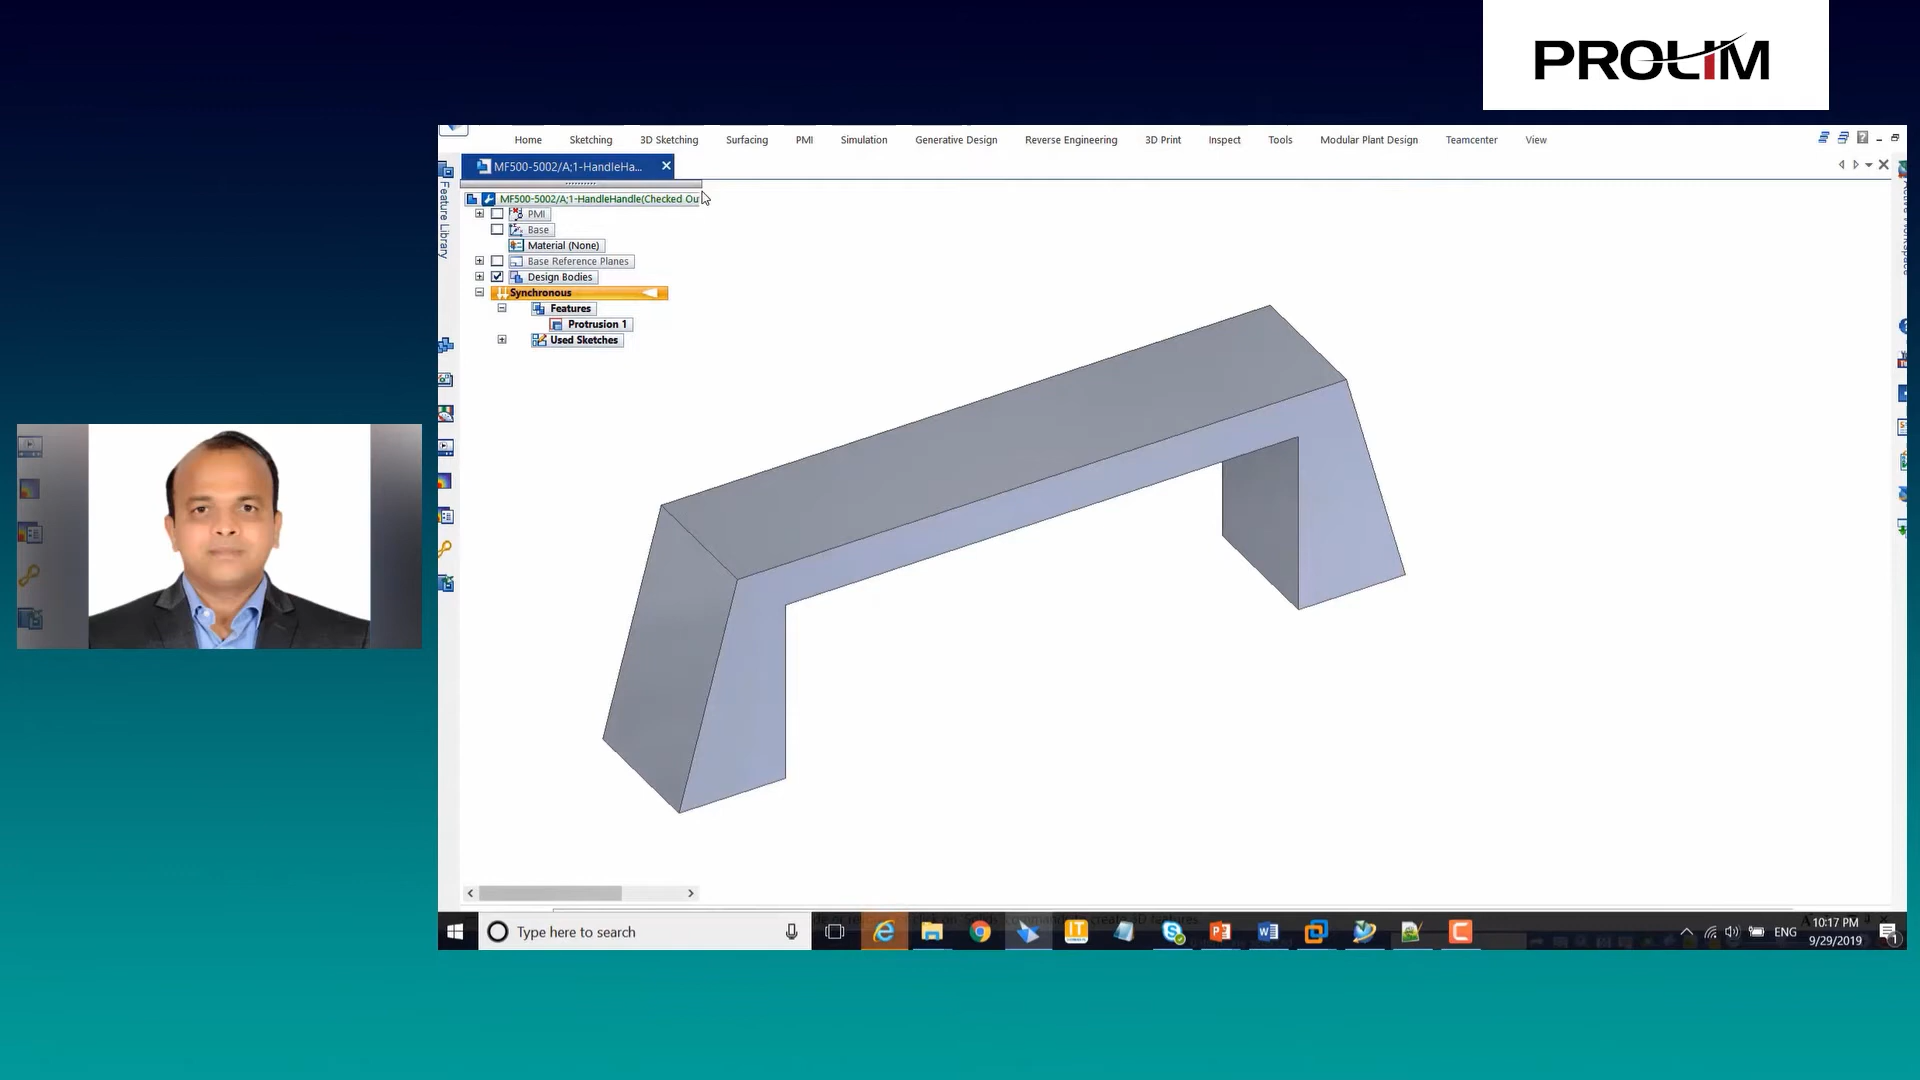 PROLIM
Home Sketching 3D Sketching Surfacing PMI Simulation Generative Design Reverse Engineering 3D Print Inspect Tools Modular Plant Design Teamcenter View
MF500-5002/A;1-HandleHa...
MF500-5002/A;1-HandleHandle(Checked Ou
PMI
Base
Material (None)
Base Reference Planes
Design Bodies
Synchronous
Features
Protrusion 1
Used Sketches
Feature Library
Type here to search
ENG
10:17 PM
9/29/2019
1